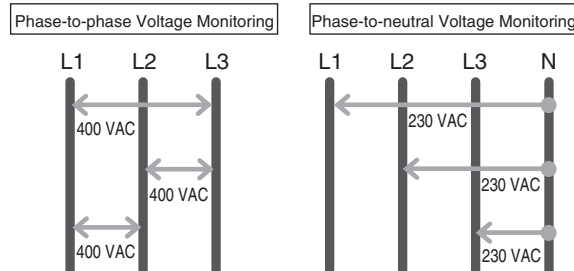 Phase-to-phase Voltage Monitoring
L1 L2 L3
400 VAC
400 VAC
400 VAC
Phase-to-neutral Voltage Monitoring
L1 L2 L3 N
230 VAC
230 VAC
230 VAC